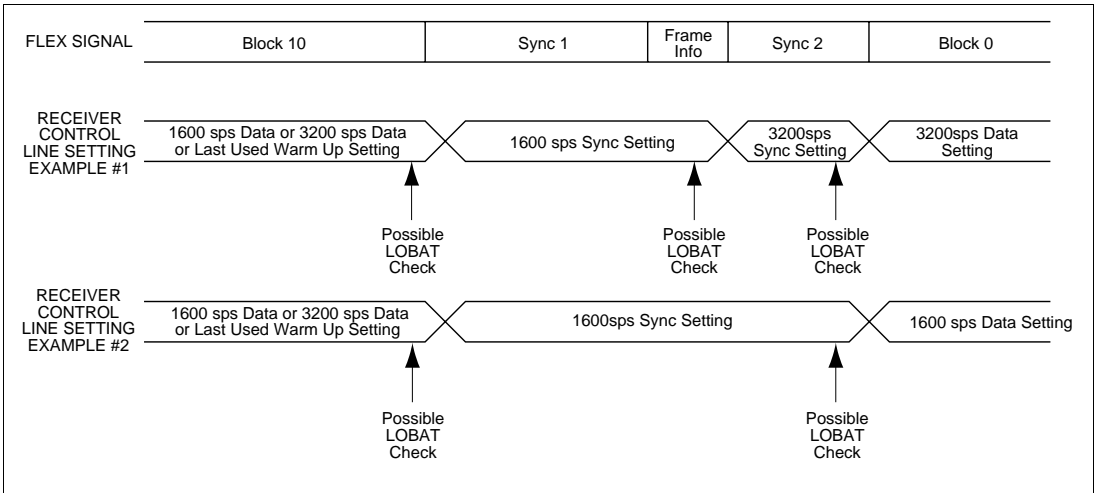 FLEX SIGNAL
Block 10
Sync 1
Frame
Info
Sync 2
Block 0
RECEIVER
CONTROL
LINE SETTING
EXAMPLE #1
1600 sps Data or 3200 sps Data
or Last Used Warm Up Setting
1600 sps Sync Setting
3200sps
Sync Setting
3200sps Data
Setting
Possible
LOBAT
Check
Possible
LOBAT
Check
Possible
LOBAT
Check
RECEIVER
CONTROL
LINE SETTING
EXAMPLE #2
1600 sps Data or 3200 sps Data
or Last Used Warm Up Setting
1600sps Sync Setting
1600 sps Data Setting
Possible
LOBAT
Check
Possible
LOBAT
Check